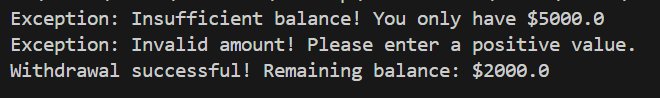 Exception: Insufficient balance! You only have $5000.0
Exception: Invalid amount! Please enter a positive value.
Withdrawal successful! Remaining balance: $2000.0